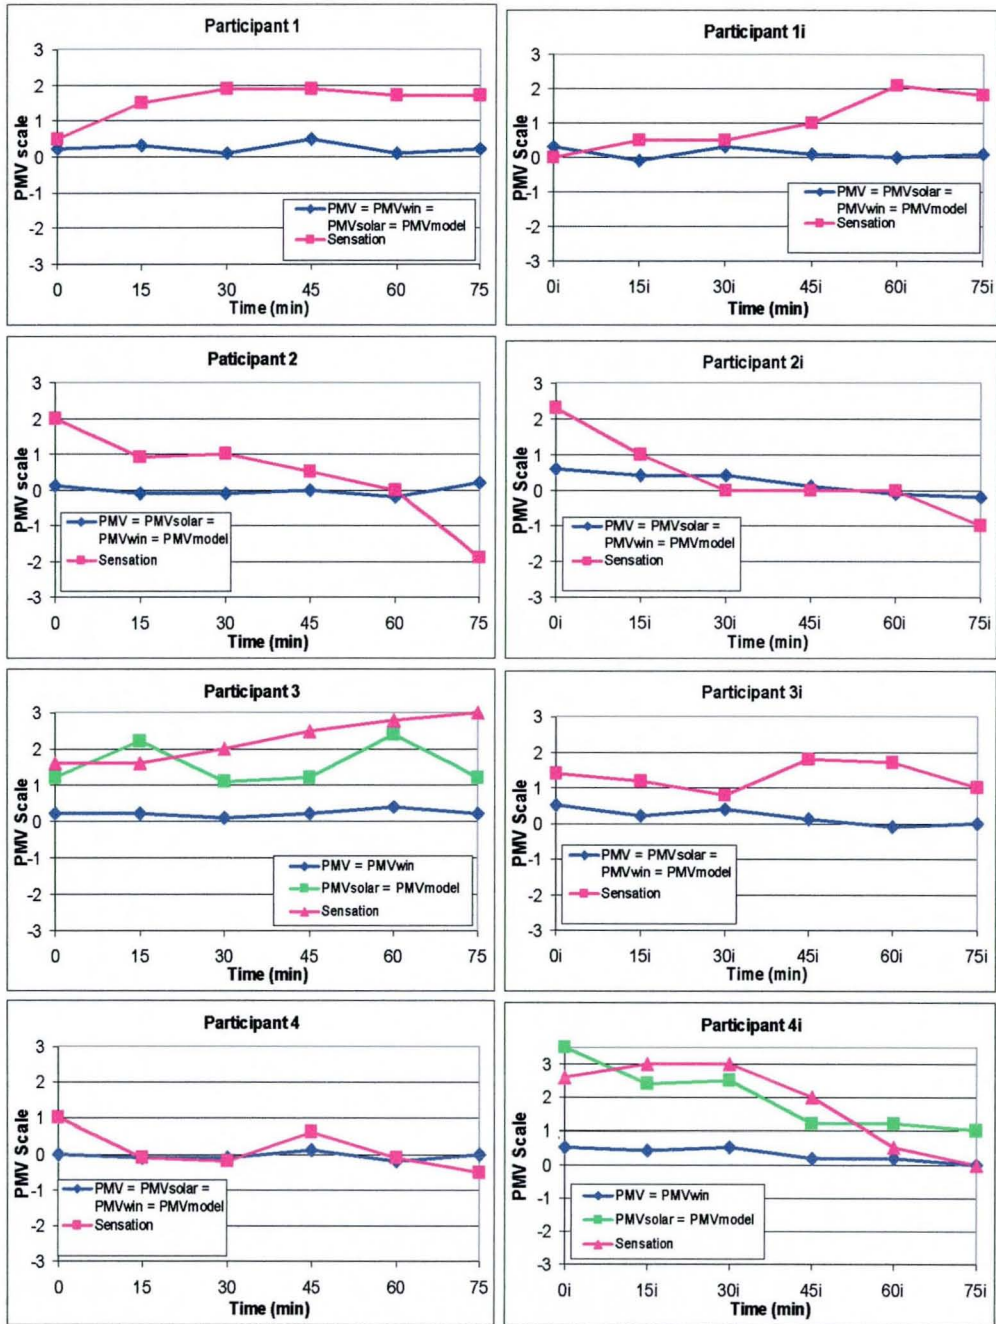 Participant 1
PMV scale
3
2
1
0
-1
-2
-3
PMV = PMVwin =
PMVsolar = PMVmodel
Sensation
0 15 30 45 60 75
Time (min)
Participant 1i
PMV Scale
3
2
1
0
-1
-2
-3
PMV = PMVsolar =
PMVwin = PMVmodel
Sensation
0i 15i 30i 45i 60i 75i
Time (min)
Paticipant 2
PMV scale
3
2
1
0
-1
-2
-3
PMV = PMVsolar =
PMVwin = PMVmodel
Sensation
0 15 30 45 60 75
Time (min)
Participant 2i
PMV Scale
3
2
1
0
-1
-2
-3
PMV = PMVsolar =
PMVwin = PMVmodel
Sensation
0i 15i 30i 45i 60i 75i
Time (min)
Participant 3
PMV scale
3
2
1
0
-1
-2
-3
PMV = PMVwin
PMVsolar = PMVmodel
Sensation
0 15 30 45 60 75
Time (min)
Participant 3i
PMV Scale
3
2
1
0
-1
-2
-3
PMV = PMVsolar =
PMVwin = PMVmodel
Sensation
0i 15i 30i 45i 60i 75i
Time (min)
Participant 4
PMV Scale
3
2
1
0
-1
-2
-3
PMV = PMVsolar =
PMVwin = PMVmodel
Sensation
0 15 30 45 60 75
Time (min)
Participant 4i
PMV Scale
3
2
1
0
-1
-2
-3
PMV = PMVwin
PMVsolar = PMVmodel
Sensation
0i 15i 30i 45i 60i 75i
Time (min)